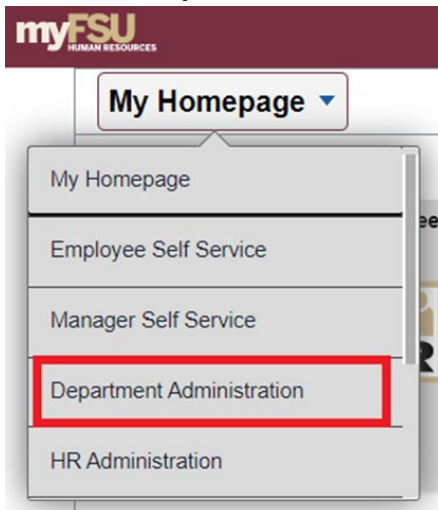 myFSU
HUMAN RESOURCES
My Homepage
My Homepage
Employee Self Service
Manager Self Service
Department Administration
HR Administration